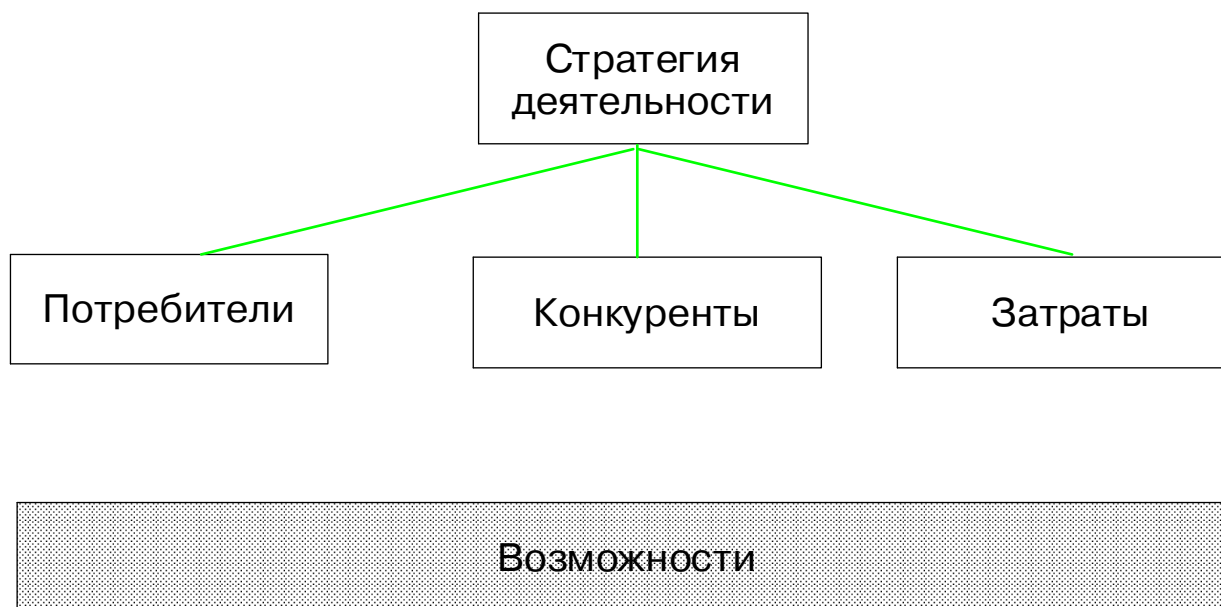 Стратегия
деятельности
Потребители
Конкуренты
Затраты
Возможности